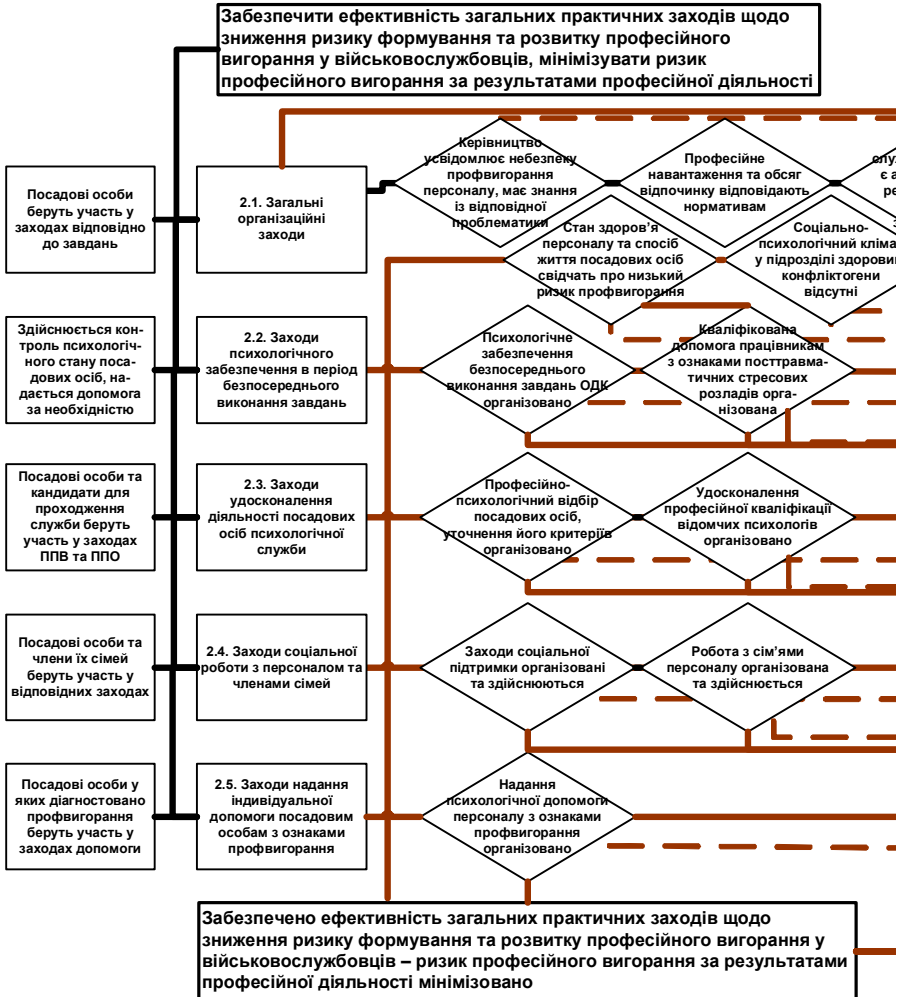 Забезпечити ефективність загальних практичних заходів щодо
зниження ризику формування та розвитку професійного
вигорання у військовослужбовців, мінімізувати ризик
професійного вигорання за результатами професійної діяльності
Посадові особи
беруть участь у
заходах відповідно
до завдань
2.1. Загальні
організаційні
заходи
Керівництво
усвідомлює небезпеку
профвигорання
персоналу, має знання
із відповідної
проблематики
Професійне
навантаження та обсяг
відпочинку відповідають
нормативам
Стан здоров’я
персоналу та спосіб
життя посадових осіб
свідчать про низький
ризик профвигорання
Соціально-
психологічний кліма
у підрозділі здорови
конфліктогени
відсутні
Здійснюється кон-
троль психологіч-
ного стану поса-
дових осіб, на-
дається допомога
за необхідністю
2.2. Заходи
психологічного
забезпечення в період
безпосереднього
виконання завдань
Психологічне
забезпечення
безпосереднього
виконання завдань ОДК
організовано
Кваліфікована
допомога працівникам
з ознаками посттравма-
тичних стресових
розладів орга-
нізована
Посадові особи та
кандидати для
проходження
служби беруть
участь у заходах
ППВ та ППО
2.3. Заходи
удосконалення
діяльності посадових
осіб психологічної
служби
Професійно-
психологічний відбір
посадових осіб,
уточнення його критеріїв
організовано
Удосконалення
професійної кваліфікації
відомчих психологів
організовано
Посадові особи та
члени їх сімей
беруть участь у
відповідних заходах
2.4. Заходи соціальної
роботи з персоналом та
членами сімей
Заходи соціальної
підтримки організовані
та здійснюються
Робота з сім’ями
персоналу організована
та здійснюється
Посадові особи у
яких діагностовано
профвигорання
беруть участь у
заходах допомоги
2.5. Заходи надання
індивідуальної
допомоги посадовим
особам з ознаками
профвигорання
Надання
психологічної допомоги
персоналу з ознаками
профвигорання
організовано
Забезпечено ефективність загальних практичних заходів щодо
зниження ризику формування та розвитку професійного вигорання у
військовослужбовців – ризик професійного вигорання за результатами
професійної діяльності мінімізовано